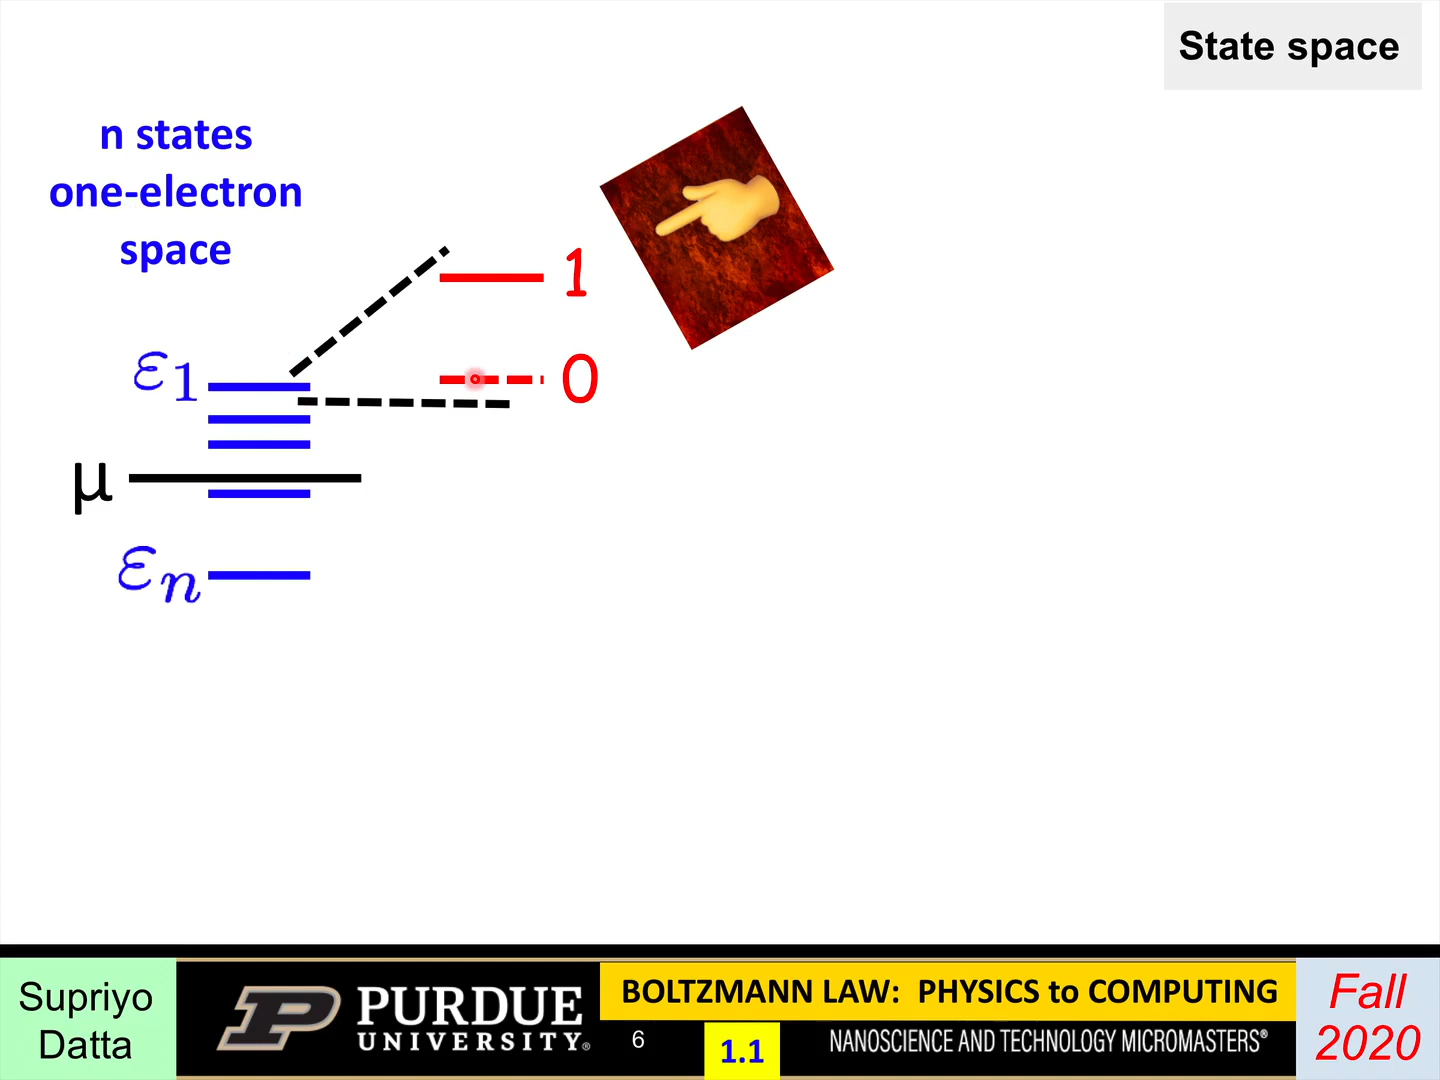 State space
n states
one-electron
space
1
0
ε1
μ
εn
Supriyo
Datta
PURDUE
UNIVERSITY®
6
BOLTZMANN LAW: PHYSICS to COMPUTING
1.1
NANOSCIENCE AND TECHNOLOGY MICROMASTERS®
Fall
2020